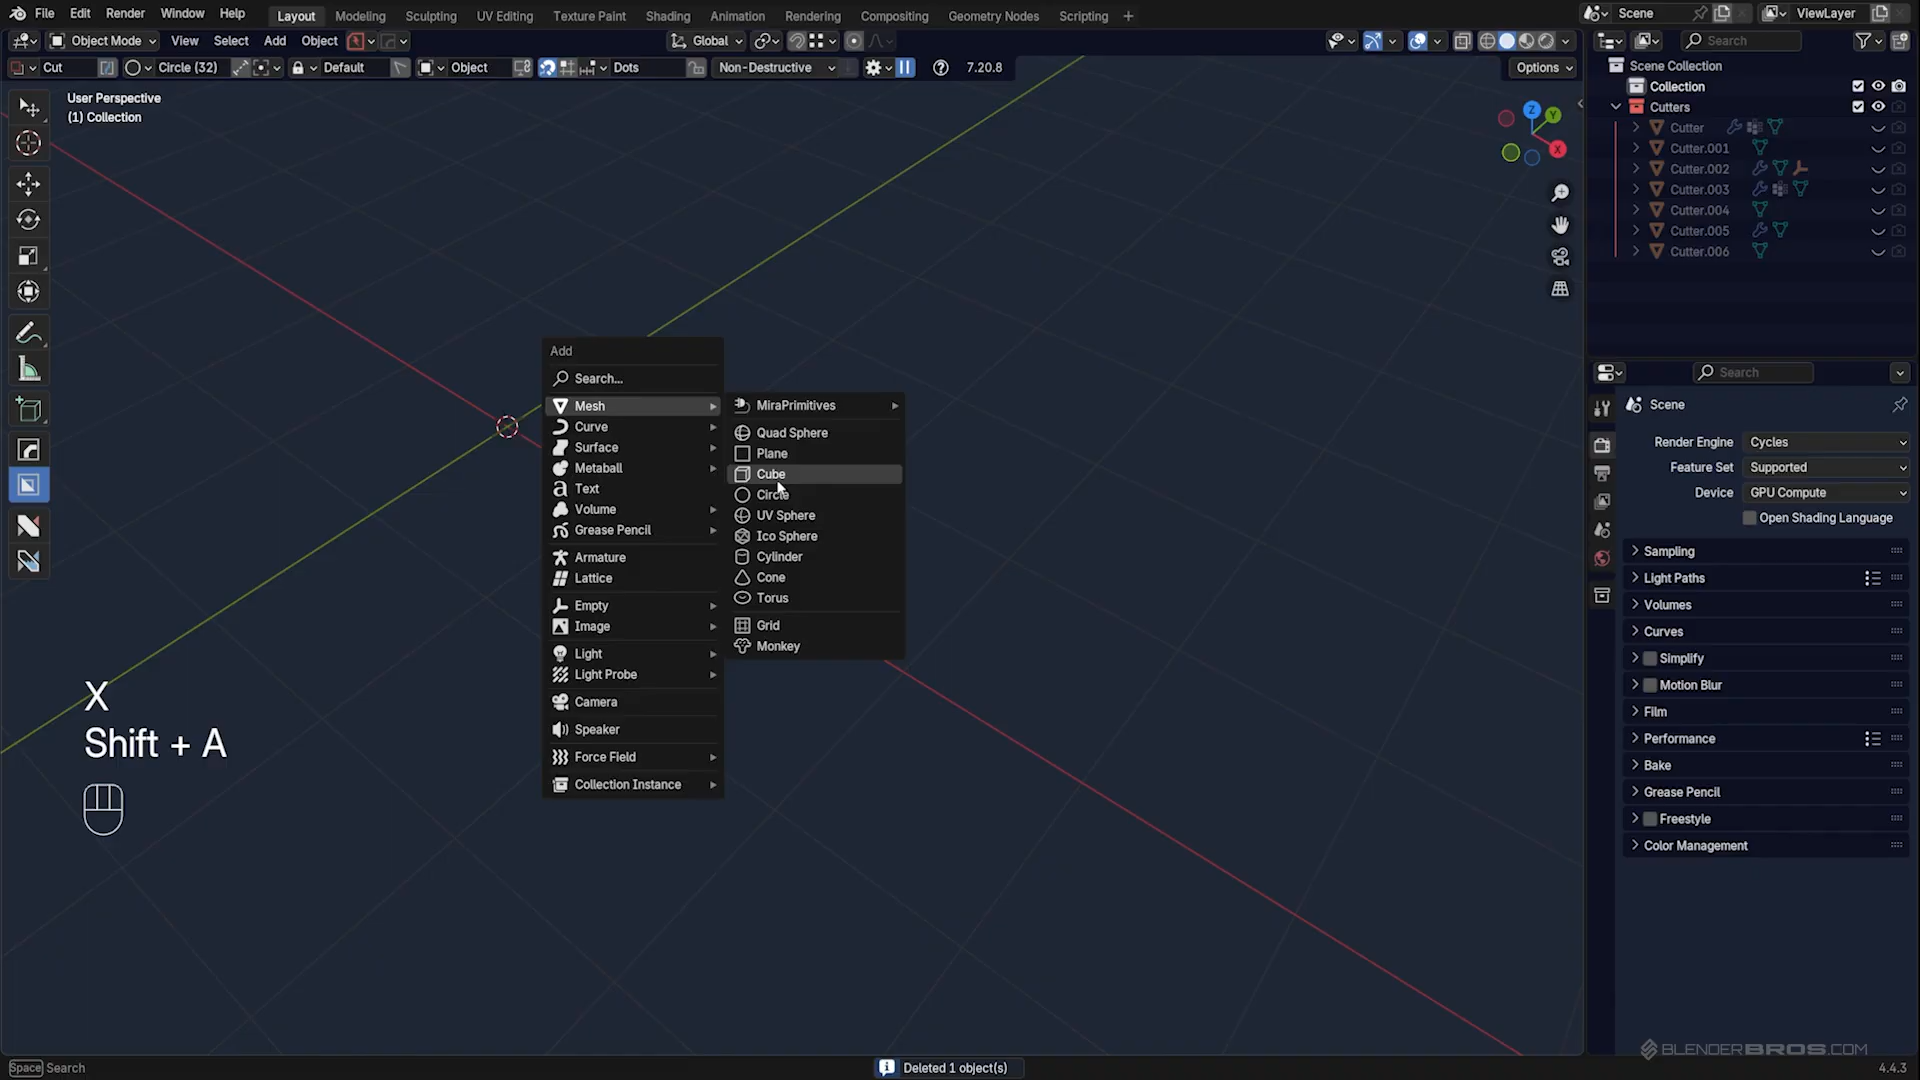 File Edit Render Window Help Layout Modeling Sculpting UV Editing Texture Paint Shading Animation Rendering Compositing Geometry Nodes Scripting + Scene ViewLayer
Object Mode View Select Add Object Global Search
Cut Circle (32) Default Object Dots Non-Destructive 7.20.8 Options
User Perspective
(1) Collection
Z
Y
X
Scene Collection
Collection
Cutters
Cutter
Cutter.001
Cutter.002
Cutter.003
Cutter.004
Cutter.005
Cutter.006
Add
Search...
Mesh
Curve
Surface
Metaball
Text
Volume
Grease Pencil
Armature
Lattice
Empty
Image
Light
Light Probe
Camera
Speaker
Force Field
Collection Instance
MiraPrimitives
Quad Sphere
Plane
Cube
Circle
UV Sphere
Ico Sphere
Cylinder
Cone
Torus
Grid
Monkey
Search
Scene
Render Engine Cycles
Feature Set Supported
Device GPU Compute
Open Shading Language
Sampling
Light Paths
Volumes
Curves
Simplify
Motion Blur
Film
Performance
Bake
Grease Pencil
Freestyle
Color Management
X
Shift + A
BLENDERBROS.COM
Space Search Deleted 1 object(s) 4.4.3